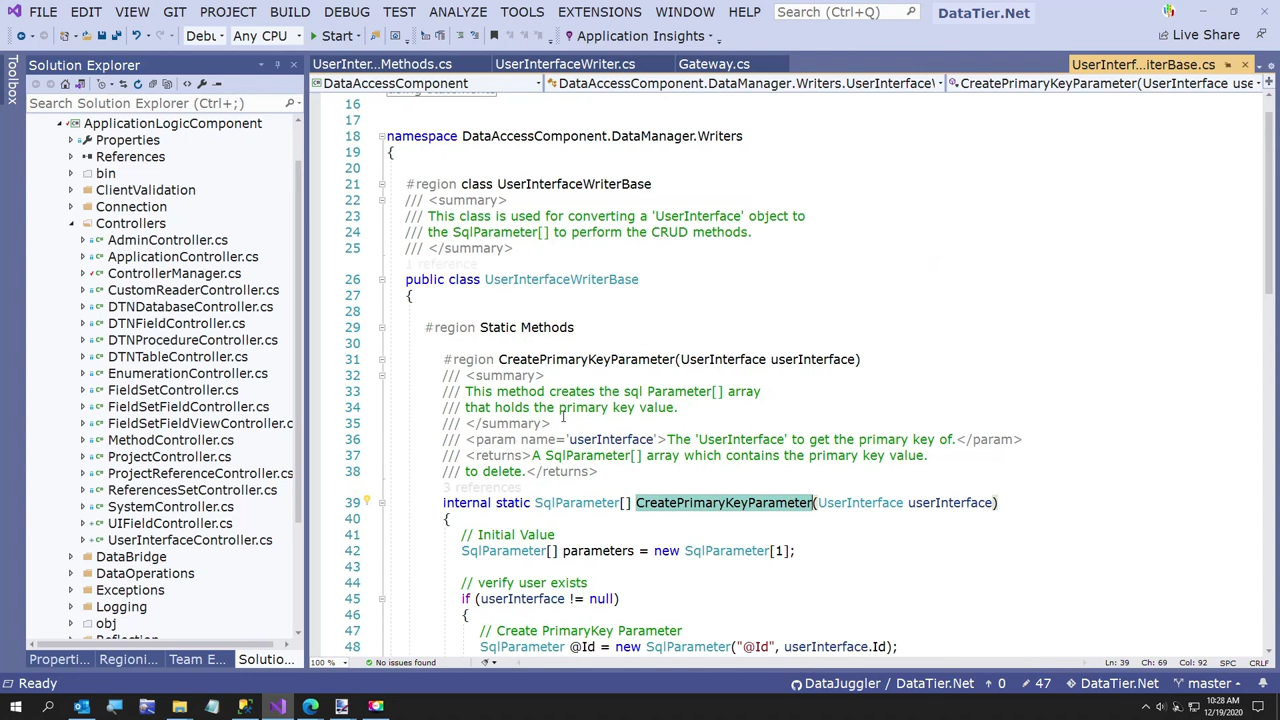 FILE EDIT VIEW GIT PROJECT BUILD DEBUG TEST ANALYZE TOOLS EXTENSIONS WINDOW HELP Search (Ctrl+Q) DataTier.Net
Debu Any CPU Start Application Insights Live Share
Toolbox
Solution Explorer
Search Solution Explorer (Ctrl+;)
ApplicationLogicComponent
Properties
References
bin
ClientValidation
Connection
Controllers
AdminController.cs
ApplicationController.cs
ControllerManager.cs
CustomReaderController.cs
DTNDatabaseController.cs
DTNFieldController.cs
DTNProcedureController.cs
DTNTableController.cs
EnumerationController.cs
FieldSetController.cs
FieldSetFieldController.cs
FieldSetFieldViewController.c
MethodController.cs
ProjectController.cs
ProjectReferenceController.cs
ReferencesSetController.cs
SystemController.cs
UIFieldController.cs
UserInterfaceController.cs
DataBridge
DataOperations
Exceptions
Logging
obj
Properti... Regioni... Team E... Solutio...
UserInter...Methods.cs UserInterfaceWriter.cs Gateway.cs UserInterf...iterBase.cs
DataAccessComponent DataAccessComponent.DataManager.Writers.UserInterface\ CreatePrimaryKeyParameter(UserInterface use
16
17
18 namespace DataAccessComponent.DataManager.Writers
19 {
20
21 #region class UserInterfaceWriterBase
22 /// <summary>
23 /// This class is used for converting a 'UserInterface' object to
24 /// the SqlParameter[] to perform the CRUD methods.
25 /// </summary>
1 reference
26 public class UserInterfaceWriterBase
27 {
28
29 #region Static Methods
30
31 #region CreatePrimaryKeyParameter(UserInterface userInterface)
32 /// <summary>
33 /// This method creates the sql Parameter[] array
34 /// that holds the primary key value.
35 /// </summary>
36 /// <param name='userInterface'>The 'UserInterface' to get the primary key of.</param>
37 /// <returns>A SqlParameter[] array which contains the primary key value.
38 /// to delete.</returns>
3 references
39 internal static SqlParameter[] CreatePrimaryKeyParameter(UserInterface userInterface)
40 {
41 // Initial Value
42 SqlParameter[] parameters = new SqlParameter[1];
43
44 // verify user exists
45 if (userInterface != null)
46 {
47 // Create PrimaryKey Parameter
48 SqlParameter @Id = new SqlParameter("@Id", userInterface.Id);
100 % No issues found Ln: 39 Ch: 69 Col: 92 SPC CRLF
Ready DataJuggler / DataTier.Net 0 47 DataTier.Net master
10:28 AM
12/19/2020